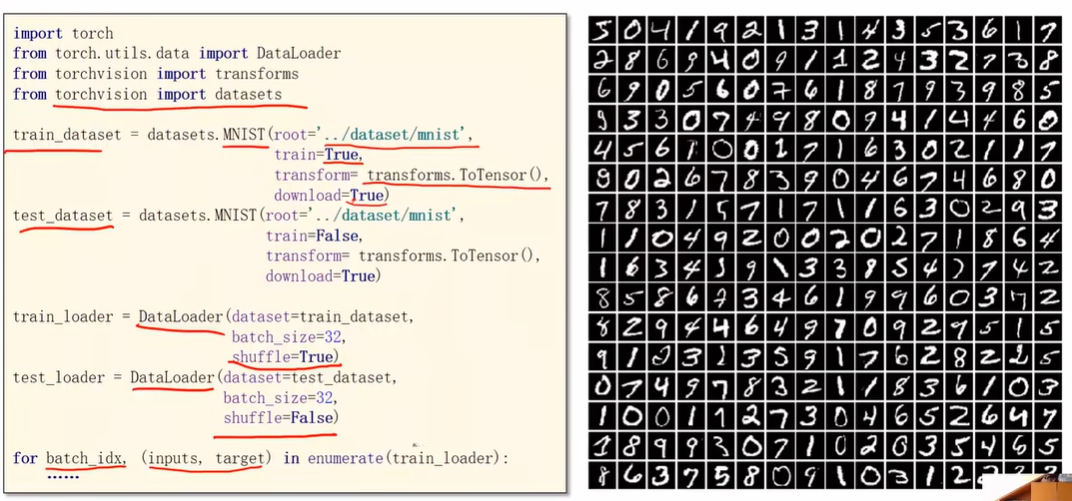 import torch
from torch.utils.data import DataLoader
from torchvision import transforms
from torchvision import datasets
train_dataset = datasets.MNIST(root='../dataset/mnist',
train=True,
transform= transforms.ToTensor(),
download=True)
test_dataset = datasets.MNIST(root='../dataset/mnist',
train=False,
transform= transforms.ToTensor(),
download=True)
train_loader = DataLoader(dataset=train_dataset,
batch_size=32,
shuffle=True)
test_loader = DataLoader(dataset=test_dataset,
batch_size=32,
shuffle=False)
for batch_idx, (inputs, target) in enumerate(train_loader):
......
5 0 4 1 9 2 1 3 1 4 3 5 3 6 1 7
2 8 6 9 4 0 9 1 1 2 4 3 2 7 3 8
6 9 0 5 6 0 7 6 1 8 7 9 3 9 8 5
9 3 3 0 7 4 9 8 0 9 4 1 4 4 6 0
4 5 6 1 0 0 1 7 1 6 3 0 2 1 1 7
9 0 2 6 7 8 3 9 0 4 6 7 4 6 8 0
7 8 3 1 5 7 1 7 1 1 6 3 0 2 9 3
1 1 0 4 9 2 0 0 2 0 2 7 1 8 6 4
1 6 3 4 5 9 1 3 3 8 5 4 7 7 4 2
8 5 8 6 7 3 4 6 1 9 9 6 0 3 7 2
8 2 9 4 4 6 4 9 7 0 9 2 9 5 1 5
9 1 0 3 1 3 5 9 1 7 6 2 8 2 2 5
0 7 4 9 7 8 3 2 1 1 8 3 6 1 0 3
1 0 0 1 1 2 7 3 0 4 6 5 2 6 4 7
1 8 9 9 3 0 7 1 0 2 0 3 5 4 6 5
8 6 3 7 5 8 0 9 1 0 3 1 2